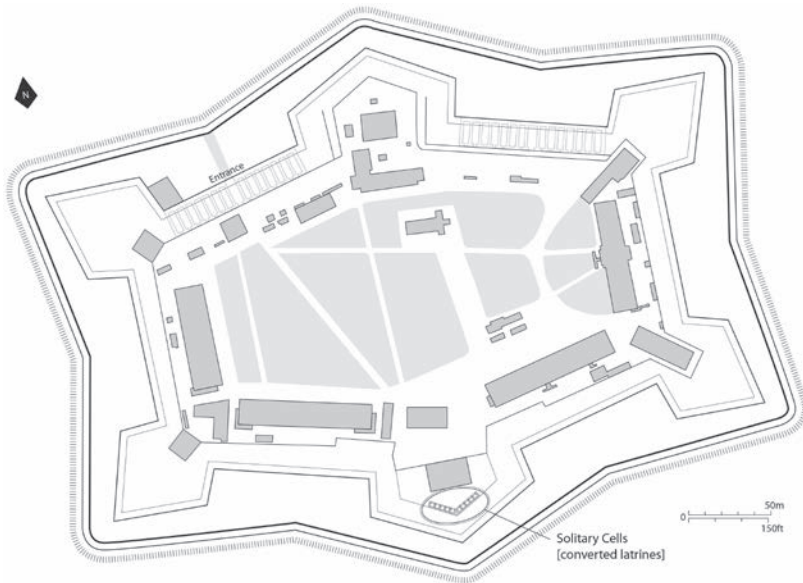 N
Entrance
50m
0
150ft
Solitary Cells
[converted latrines]